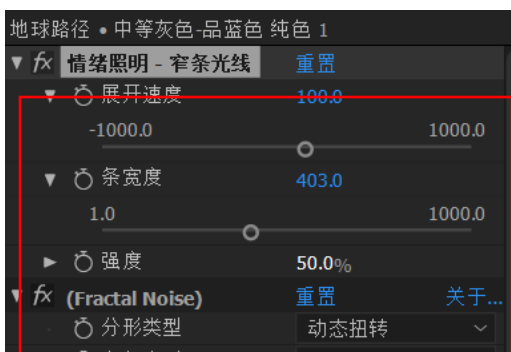 地球路径 • 中等灰色-品蓝色 纯色 1
fx 情绪照明 - 窄条光线 重置
展开速度 100.0
-1000.0 1000.0
条宽度 403.0
1.0 1000.0
强度 50.0%
fx (Fractal Noise) 重置 关于...
分形类型 动态扭转